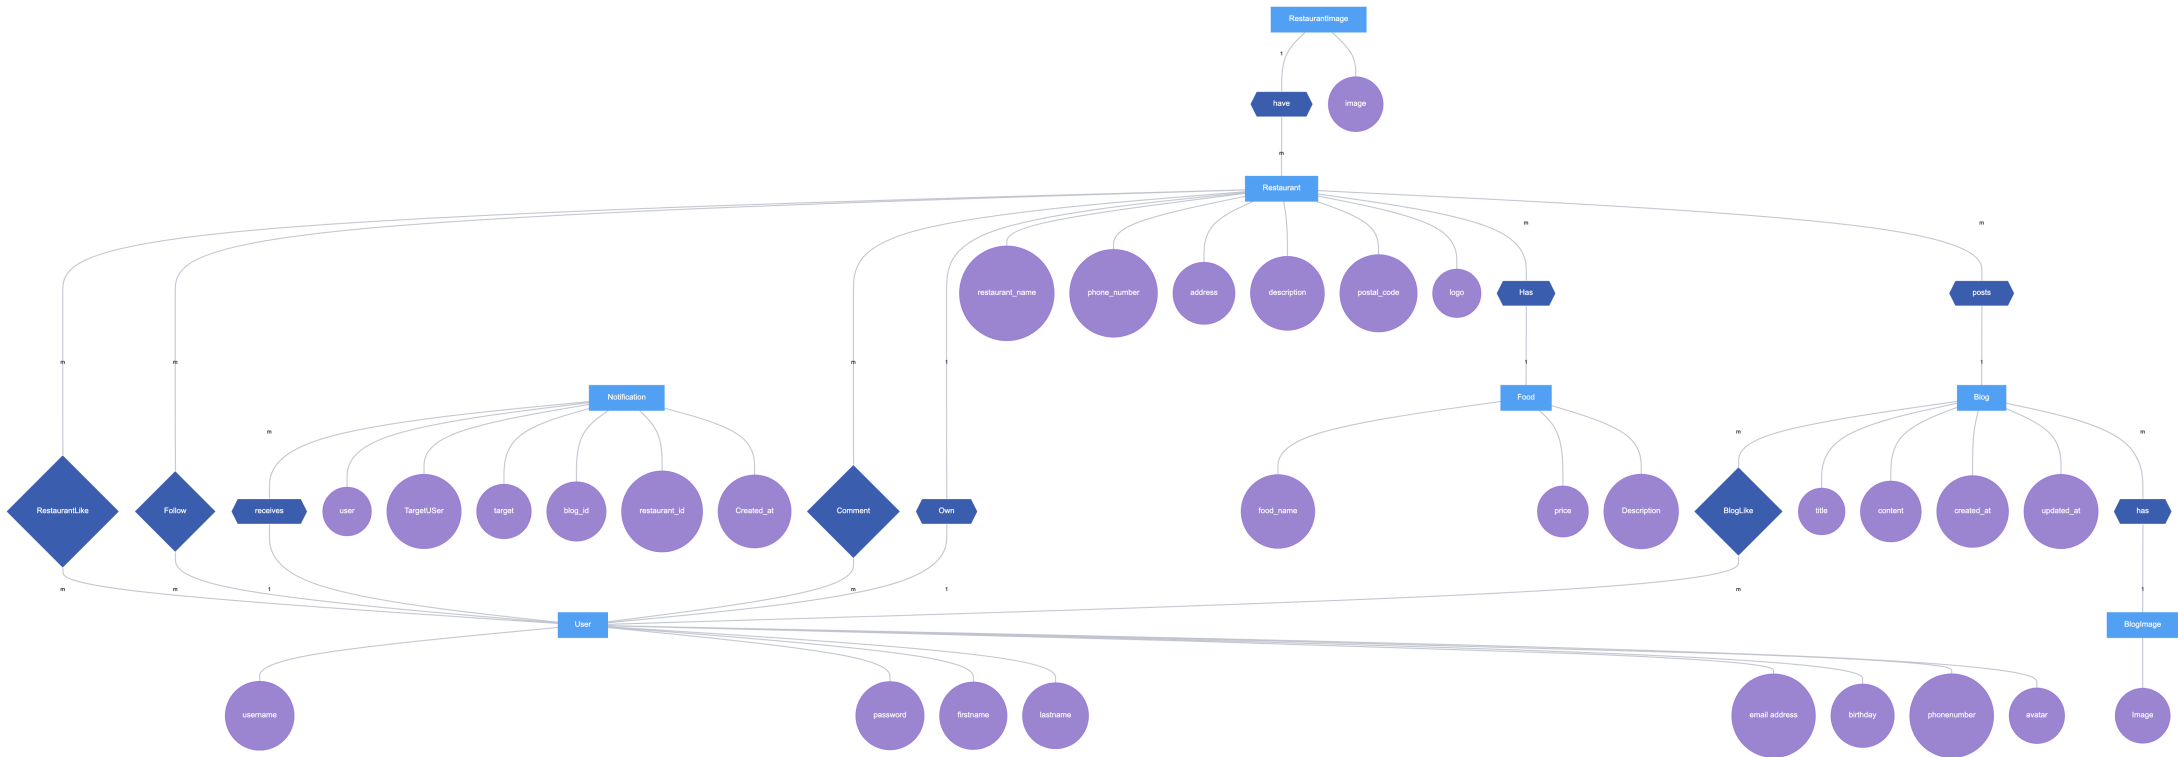 RestaurantImage
1
have
image
m
Restaurant
m
m
restaurant_name
phone_number
address
description
postal_code
logo
Has
posts
m
m
m
1
1
1
Notification
Food
Blog
m
m
m
RestaurantLike
Follow
receives
user
TargetUSer
target
blog_id
restaurant_id
Created_at
Comment
Own
food_name
price
Description
BlogLike
title
content
created_at
updated_at
has
m
m
1
m
1
m
1
User
BlogImage
username
password
firstname
lastname
email address
birthday
phonenumber
avatar
Image